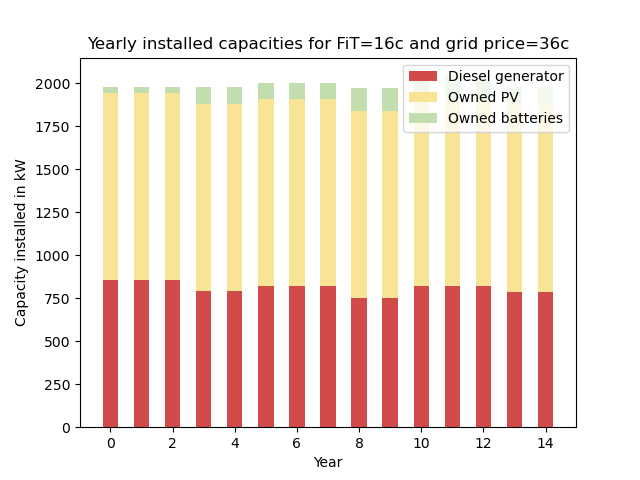 Yearly installed capacities for FiT=16c and grid price=36c
Diesel generator
Owned PV
Owned batteries
2000
1750
1500
1250
1000
750
500
250
0
Capacity installed in kW
0 2 4 6 8 10 12 14
Year